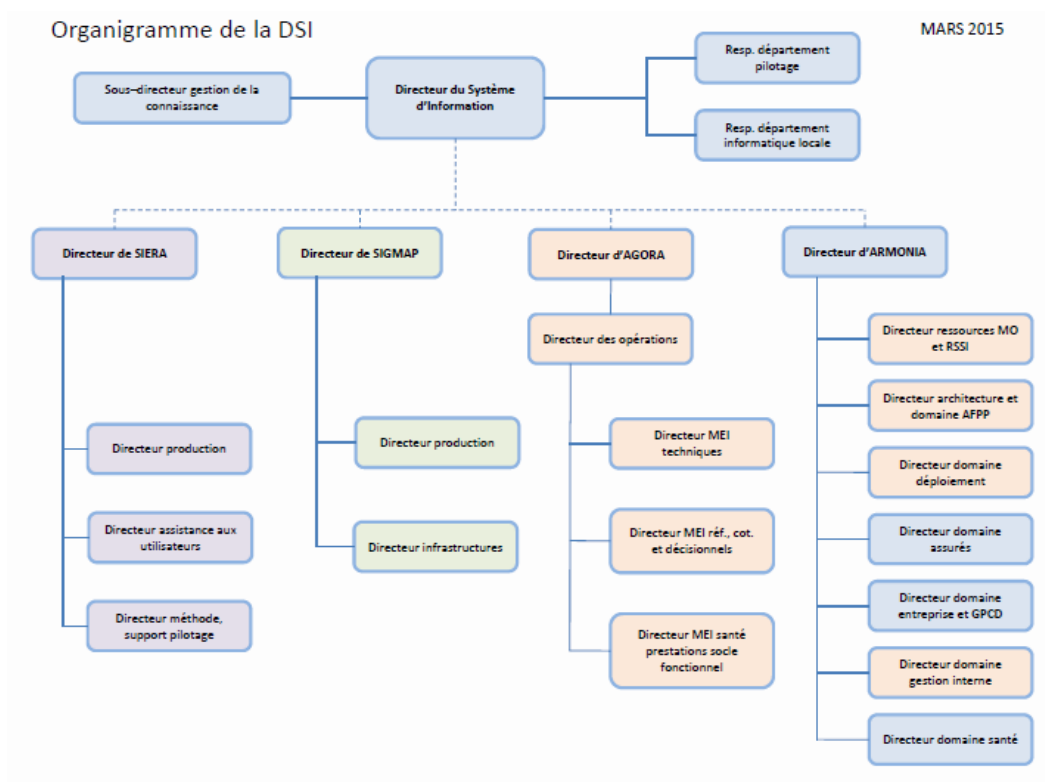 Organigramme de la DSI
MARS 2015
Sous–directeur gestion de la
connaissance
Directeur du Système
d'Information
Resp. département
pilotage
Resp. département
informatique locale
Directeur de SIERA
Directeur de SIGMAP
Directeur d'AGORA
Directeur d'ARMONIA
Directeur production
Directeur assistance aux
utilisateurs
Directeur méthode,
support pilotage
Directeur production
Directeur infrastructures
Directeur des opérations
Directeur MEI
techniques
Directeur MEI réf., cot.
et décisionnels
Directeur MEI santé
prestations socle
fonctionnel
Directeur ressources MO
et RSSI
Directeur architecture et
domaine AFPP
Directeur domaine
déploiement
Directeur domaine
assurés
Directeur domaine
entreprise et GPCD
Directeur domaine
gestion interne
Directeur domaine santé